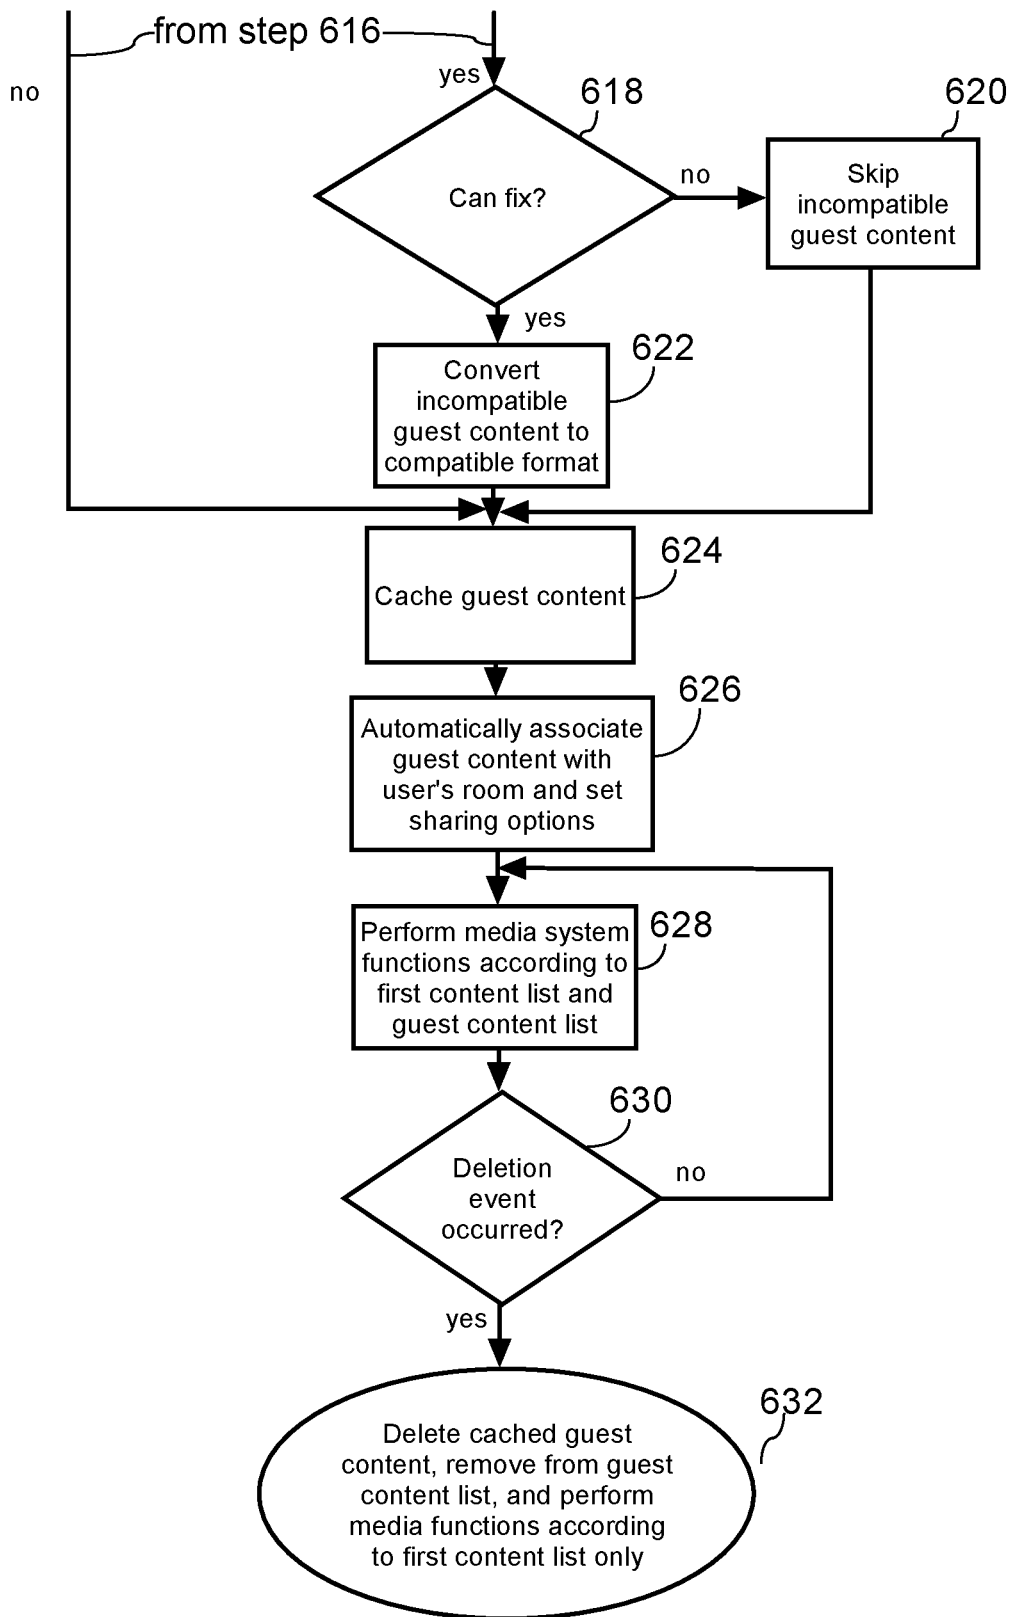 from step 616
no
yes
618
620
Can fix?
no
Skip
incompatible
guest content
yes
622
Convert
incompatible
guest content to
compatible format
624
Cache guest content
626
Automatically associate
guest content with
user's room and set
sharing options
628
Perform media system
functions according to
first content list and
guest content list
630
Deletion
event
occurred?
no
yes
632
Delete cached guest
content, remove from guest
content list, and perform
media functions according
to first content list only